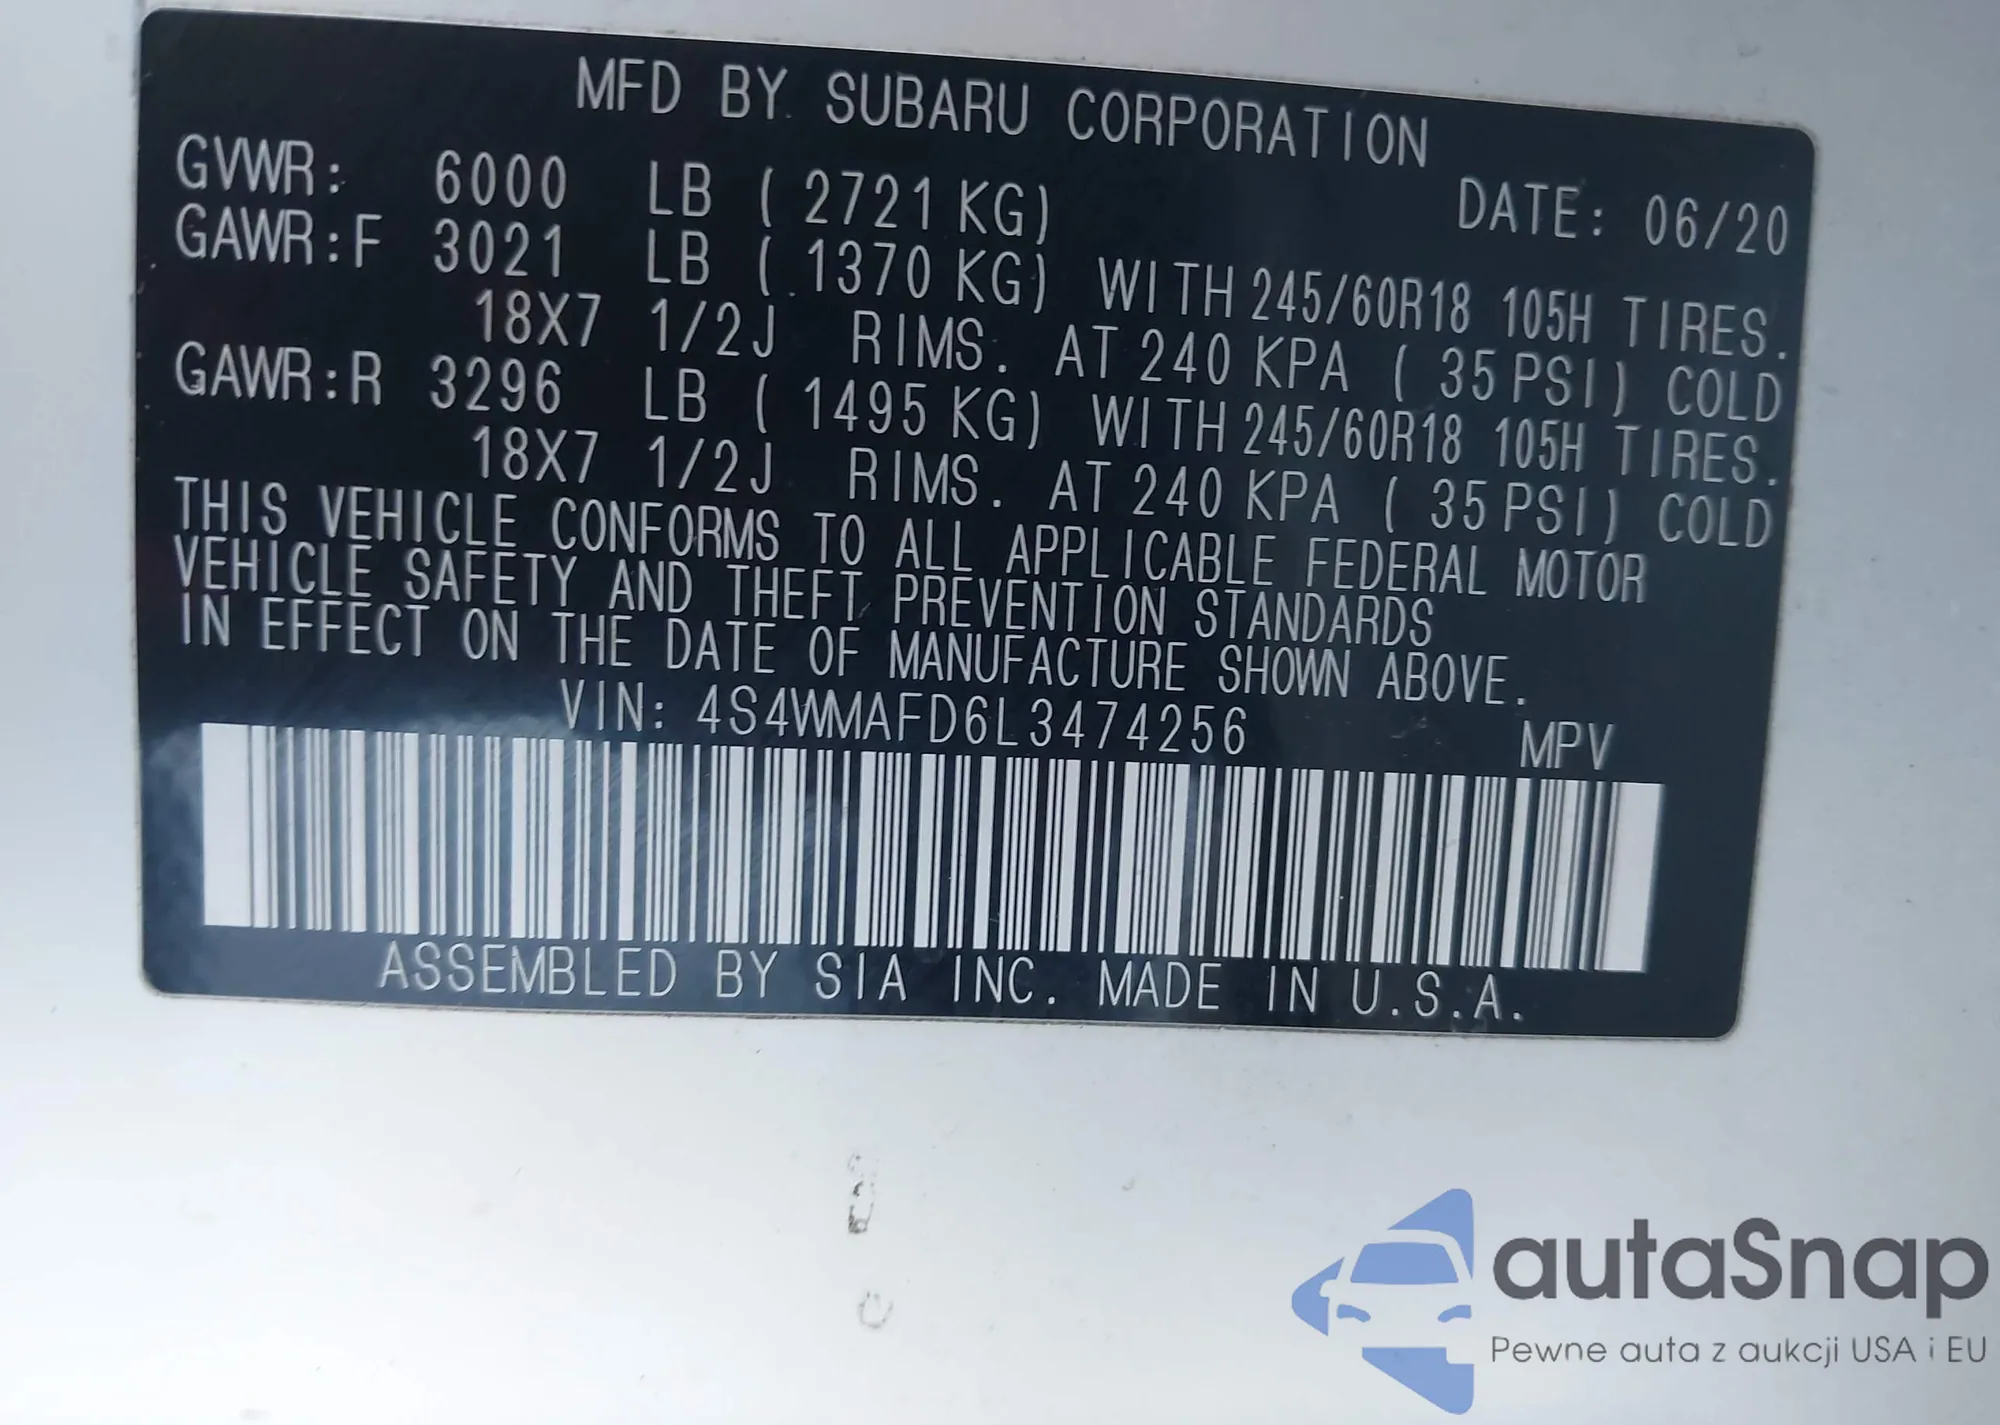 MFD BY SUBARU CORPORATION
GVWR: 6000 LB ( 2721 KG) DATE: 06/20
GAWR:F 3021 LB ( 1370 KG) WITH 245/60R18 105H TIRES.
18X7 1/2J RIMS. AT 240 KPA ( 35 PSI) COLD
GAWR:R 3296 LB ( 1495 KG) WITH 245/60R18 105H TIRES.
18X7 1/2J RIMS. AT 240 KPA ( 35 PSI) COLD
THIS VEHICLE CONFORMS TO ALL APPLICABLE FEDERAL MOTOR
VEHICLE SAFETY AND THEFT PREVENTION STANDARDS
IN EFFECT ON THE DATE OF MANUFACTURE SHOWN ABOVE.
VIN: 4S4WMAFD6L3474256 MPV
ASSEMBLED BY SIA INC. MADE IN U.S.A.
autaSnap
Pewne auta z aukcji USA i EU